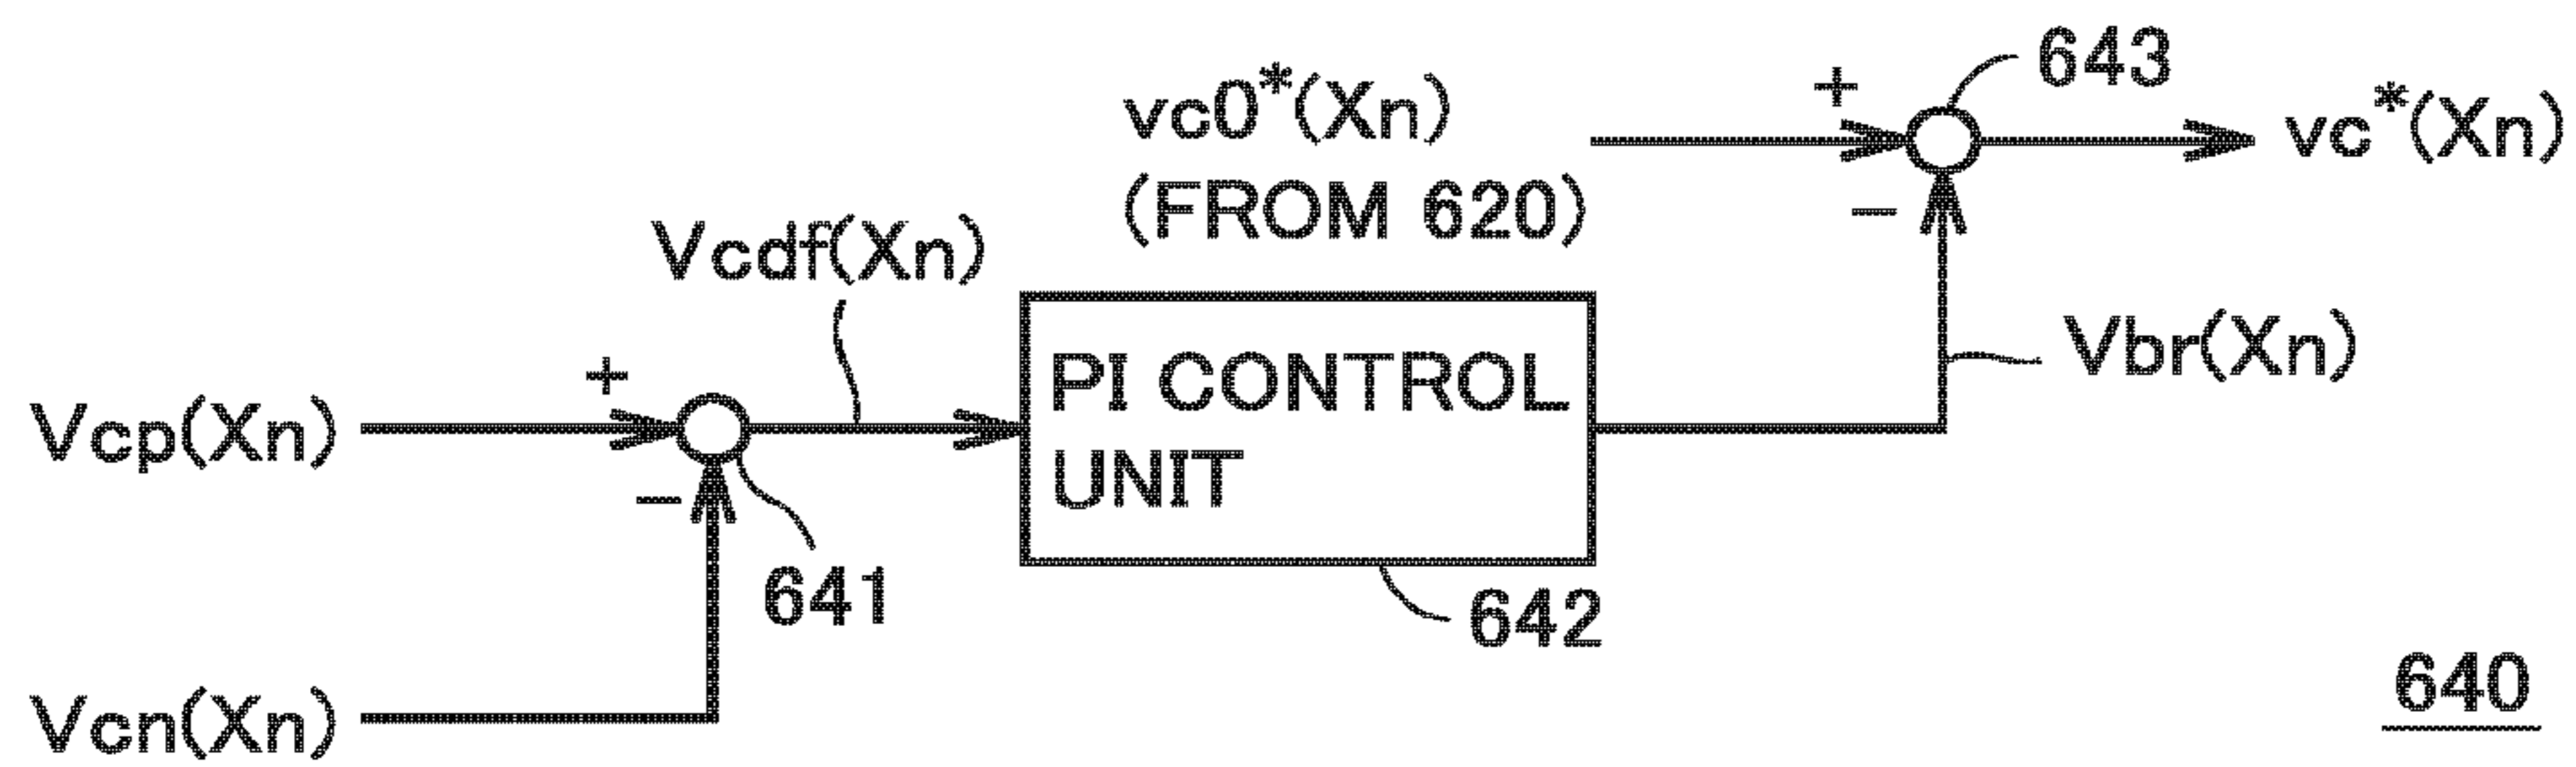 643
+
vc0*(Xn)
vc*(Xn)
(FROM 620)
−
Vcdf(Xn)
Vbr(Xn)
+
PI CONTROL
UNIT
Vcp(Xn)
−
641
642
640
Vcn(Xn)